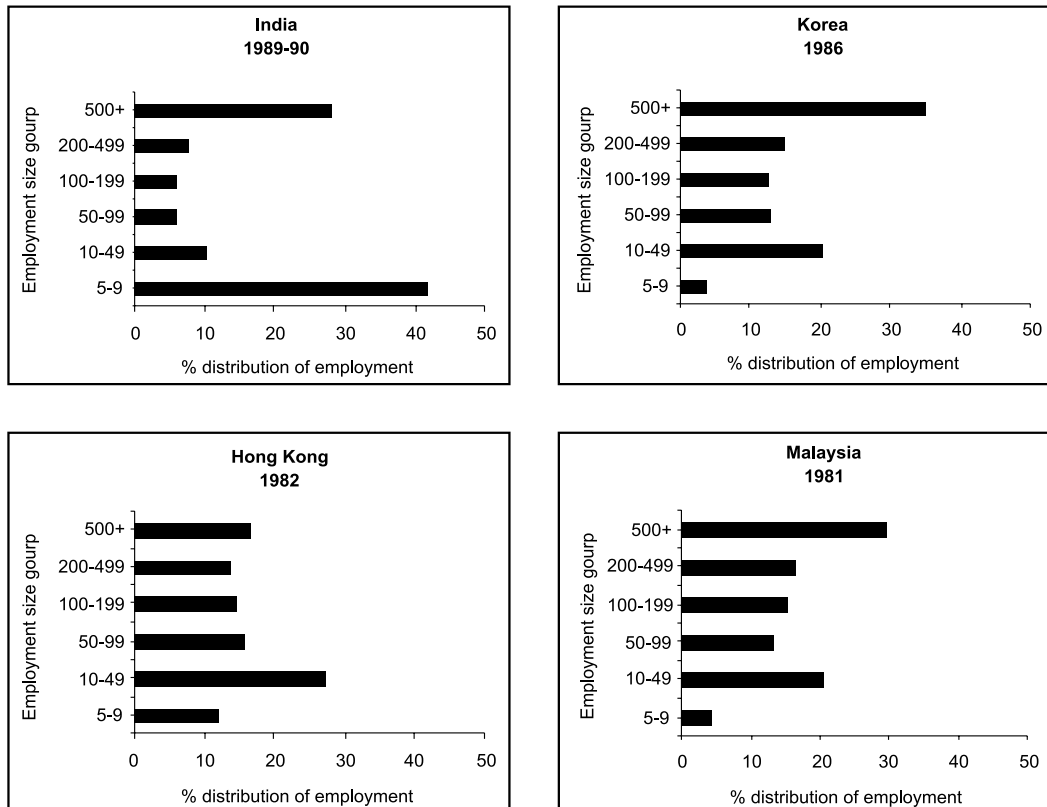 India
1989-90
Employment size gourp
500+
200-499
100-199
50-99
10-49
5-9
0 10 20 30 40 50
% distribution of employment
Korea
1986
Employment size gourp
500+
200-499
100-199
50-99
10-49
5-9
0 10 20 30 40 50
% distribution of employment
Hong Kong
1982
Employment size gourp
500+
200-499
100-199
50-99
10-49
5-9
0 10 20 30 40 50
% distribution of employment
Malaysia
1981
Employment size gourp
500+
200-499
100-199
50-99
10-49
5-9
0 10 20 30 40 50
% distribution of employment